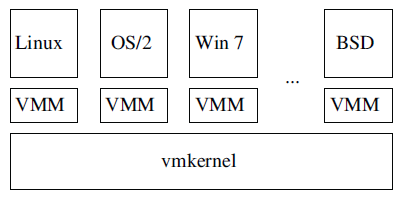 Linux OS/2 Win 7 BSD
...
VMM VMM VMM VMM
vmkernel